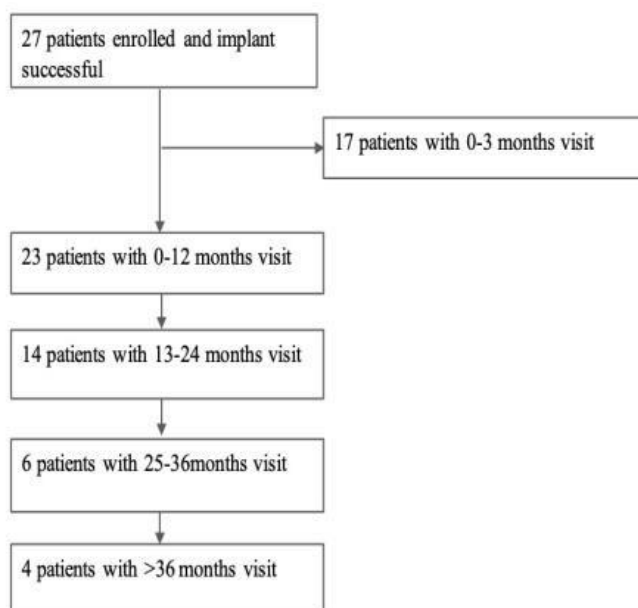 27 patients enrolled and implant
successful
17 patients with 0-3 months visit
23 patients with 0-12 months visit
14 patients with 13-24 months visit
6 patients with 25-36months visit
4 patients with >36 months visit